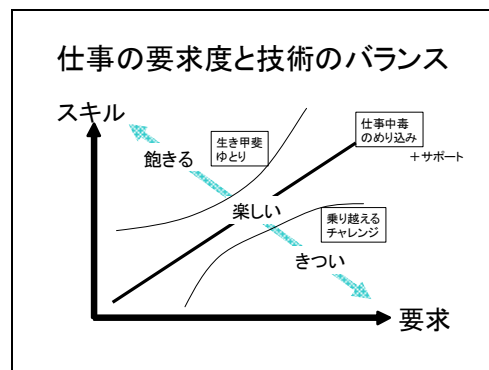 仕事の要求度と技術のバランス
スキル
生き甲斐
ゆとり
仕事中毒
のめり込み
＋サポート
飽きる
楽しい
乗り越える
チャレンジ
きつい
要求